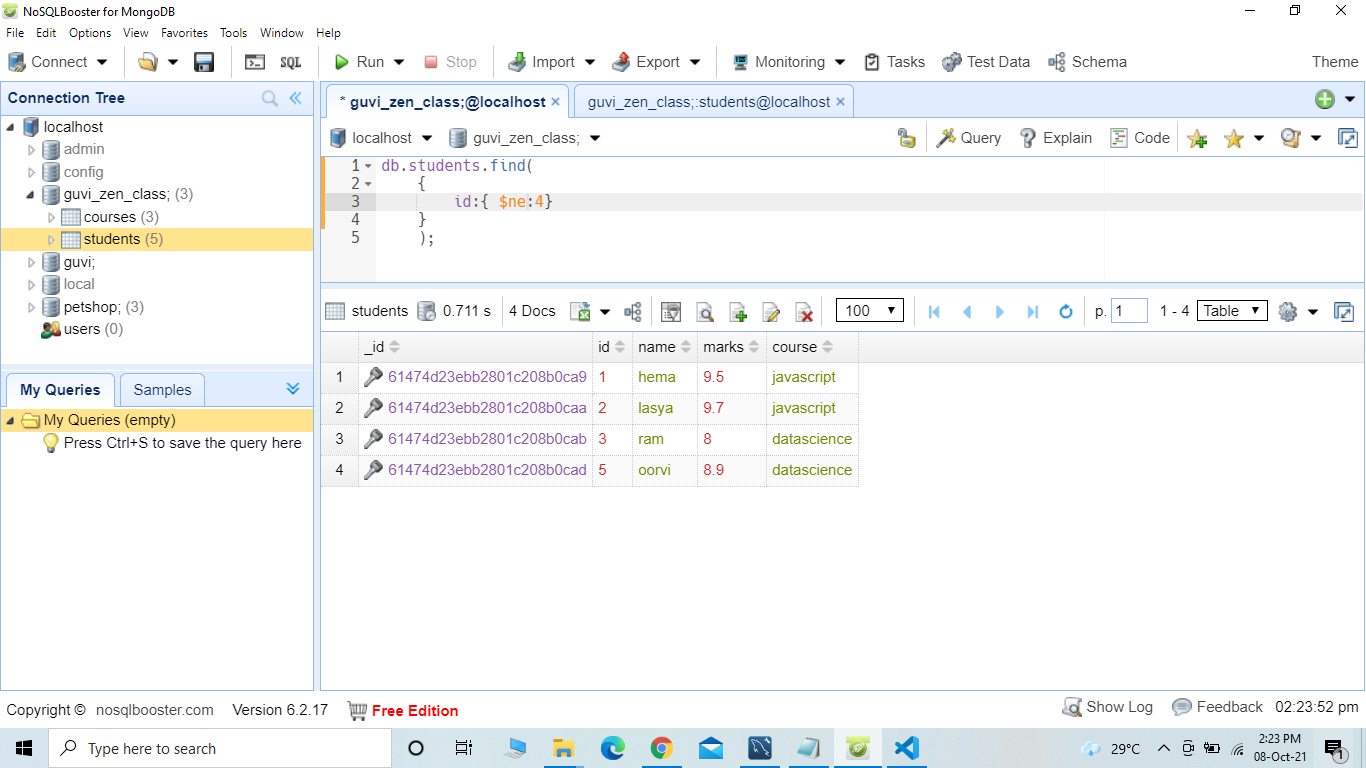 NoSQLBooster for MongoDB
File Edit Options View Favorites Tools Window Help
Connect SQL Run Stop Import Export Monitoring Tasks Test Data Schema Theme
Connection Tree
localhost
admin
config
guvi_zen_class; (3)
courses (3)
students (5)
guvi;
local
petshop; (3)
users (0)
My Queries Samples
My Queries (empty)
Press Ctrl+S to save the query here
* guvi_zen_class;@localhost × guvi_zen_class;:students@localhost ×
localhost guvi_zen_class; Query Explain Code
1 db.students.find(
2 {
3 id:{ $ne:4}
4 }
5 );
students 0.711 s 4 Docs 100 p. 1 1 - 4 Table
_id id name marks course
1 61474d23ebb2801c208b0ca9 1 hema 9.5 javascript
2 61474d23ebb2801c208b0caa 2 lasya 9.7 javascript
3 61474d23ebb2801c208b0cab 3 ram 8 datascience
4 61474d23ebb2801c208b0cad 5 oorvi 8.9 datascience
Copyright © nosqlbooster.com Version 6.2.17 Free Edition Show Log Feedback 02:23:52 pm
Type here to search 29°C 2:23 PM
08-Oct-21 1